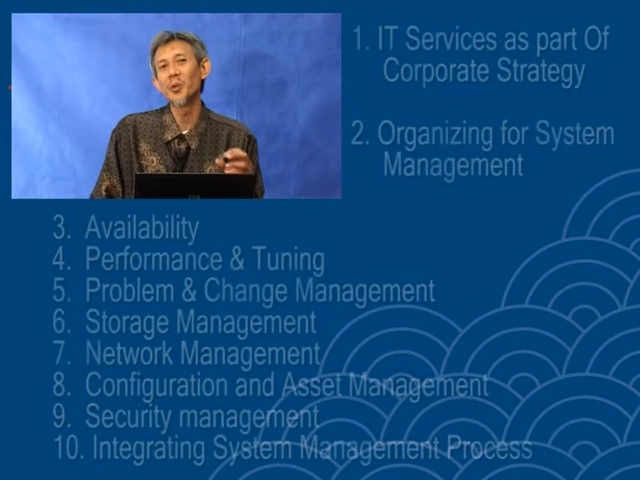 1. IT Services as part Of
Corporate Strategy
2. Organizing for System
Management
3. Availability
4. Performance & Tuning
5. Problem & Change Management
6. Storage Management
7. Network Management
8. Configuration and Asset Management
9. Security management
10. Integrating System Management Process